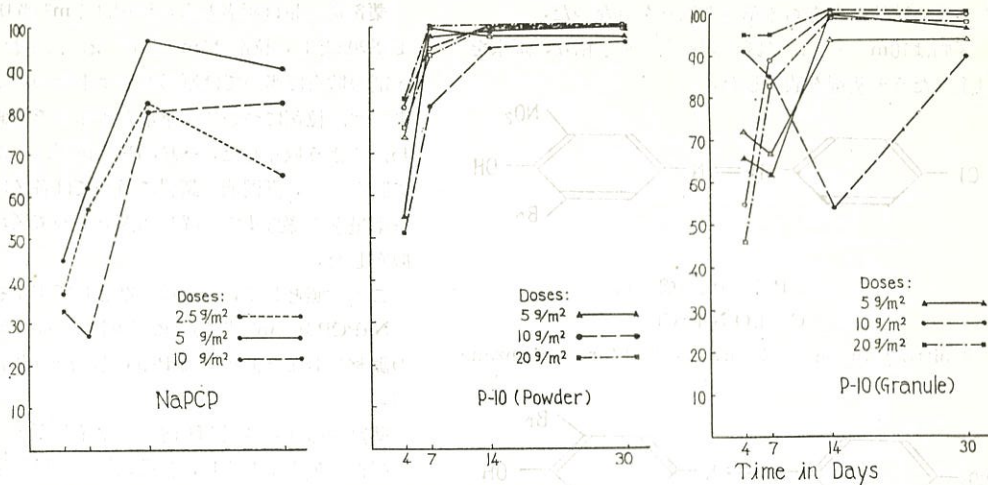 100
90
80
70
60
50
40
30
20
10
Doses:
2.5 g/m²
5 g/m²
10 g/m²
NaPCP
Doses:
5 g/m²
10 g/m²
20 g/m²
P-10 (Powder)
4 7 14 30
100
90
80
70
60
50
40
30
20
10
Doses:
5 g/m²
10 g/m²
20 g/m²
P-10 (Granule)
4 7 14 30
Time in Days